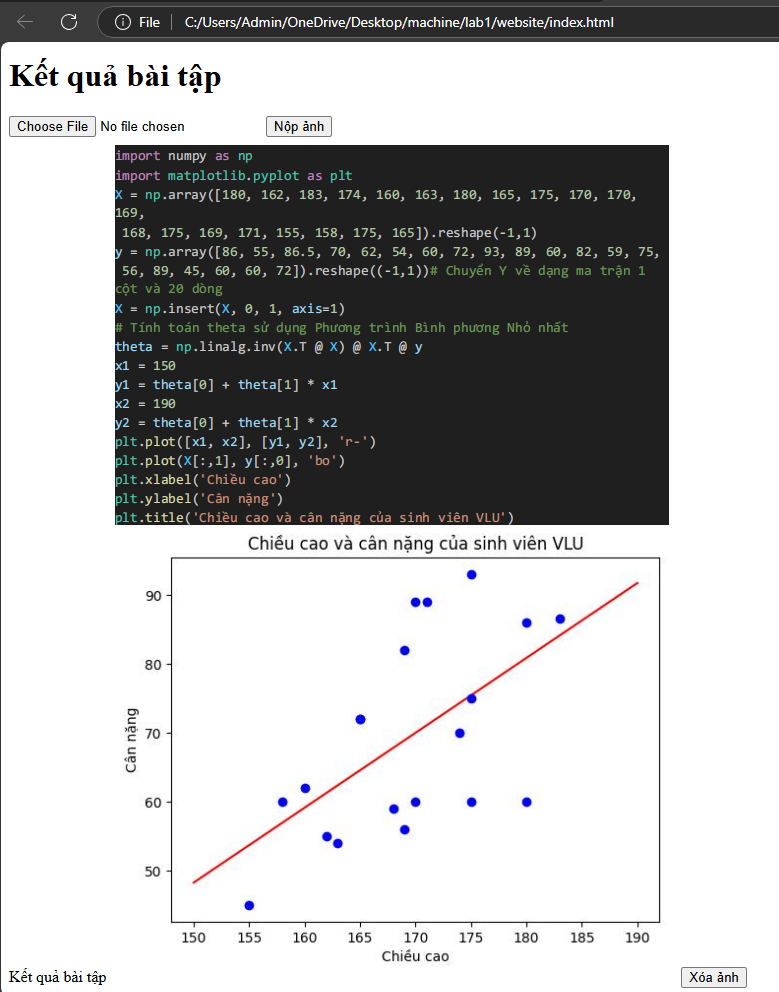 File C:/Users/Admin/OneDrive/Desktop/machine/lab1/website/index.html
Kết quả bài tập
Choose File No file chosen Nộp ảnh
import numpy as np
import matplotlib.pyplot as plt
X = np.array([180, 162, 183, 174, 160, 163, 180, 165, 175, 170, 170,
169,
168, 175, 169, 171, 155, 158, 175, 165]).reshape(-1,1)
y = np.array([86, 55, 86.5, 70, 62, 54, 60, 72, 93, 89, 60, 82, 59, 75,
56, 89, 45, 60, 60, 72]).reshape((-1,1))# Chuyển Y về dạng ma trận 1
cột và 20 dòng
X = np.insert(X, 0, 1, axis=1)
# Tính toán theta sử dụng Phương trình Bình phương Nhỏ nhất
theta = np.linalg.inv(X.T @ X) @ X.T @ y
x1 = 150
y1 = theta[0] + theta[1] * x1
x2 = 190
y2 = theta[0] + theta[1] * x2
plt.plot([x1, x2], [y1, y2], 'r-')
plt.plot(X[:,1], y[:,0], 'bo')
plt.xlabel('Chiều cao')
plt.ylabel('Cân nặng')
plt.title('Chiều cao và cân nặng của sinh viên VLU')
Chiều cao và cân nặng của sinh viên VLU
90
80
70
60
50
Cân nặng
150 155 160 165 170 175 180 185 190
Chiều cao
Kết quả bài tập Xóa ảnh